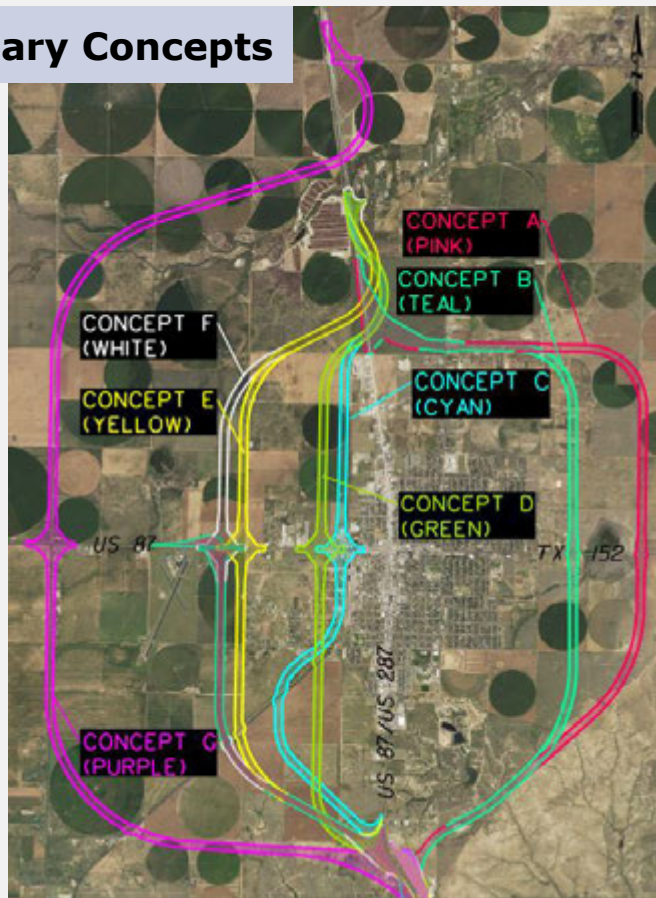 ary Concepts
CONCEPT A
(PINK)
CONCEPT B
(TEAL)
CONCEPT F
(WHITE)
CONCEPT E
(YELLOW)
CONCEPT C
(CYAN)
CONCEPT D
(GREEN)
US 87
TX 152
US 87/US 287
CONCEPT G
(PURPLE)